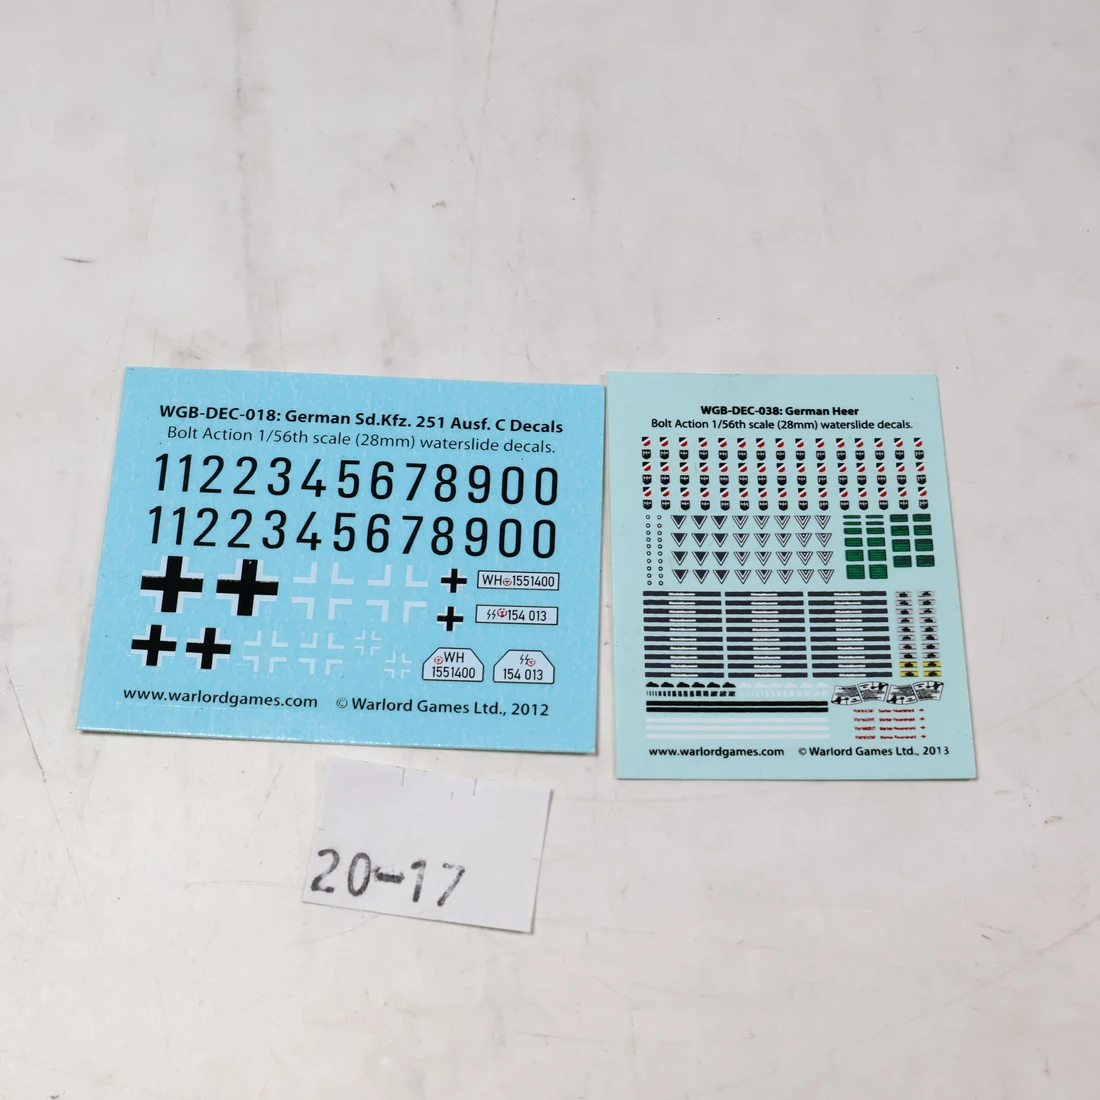 WGB-DEC-018: German Sd.Kfz. 251 Ausf. C Decals
Bolt Action 1/56th scale (28mm) waterslide decals.
1122345678900
1122345678900
WH 1551400
154 013
WH
1551400
154 013
www.warlordgames.com © Warlord Games Ltd., 2012
WGB-DEC-038: German Heer
Bolt Action 1/56th scale (28mm) waterslide decals.
www.warlordgames.com © Warlord Games Ltd., 2013
20-17